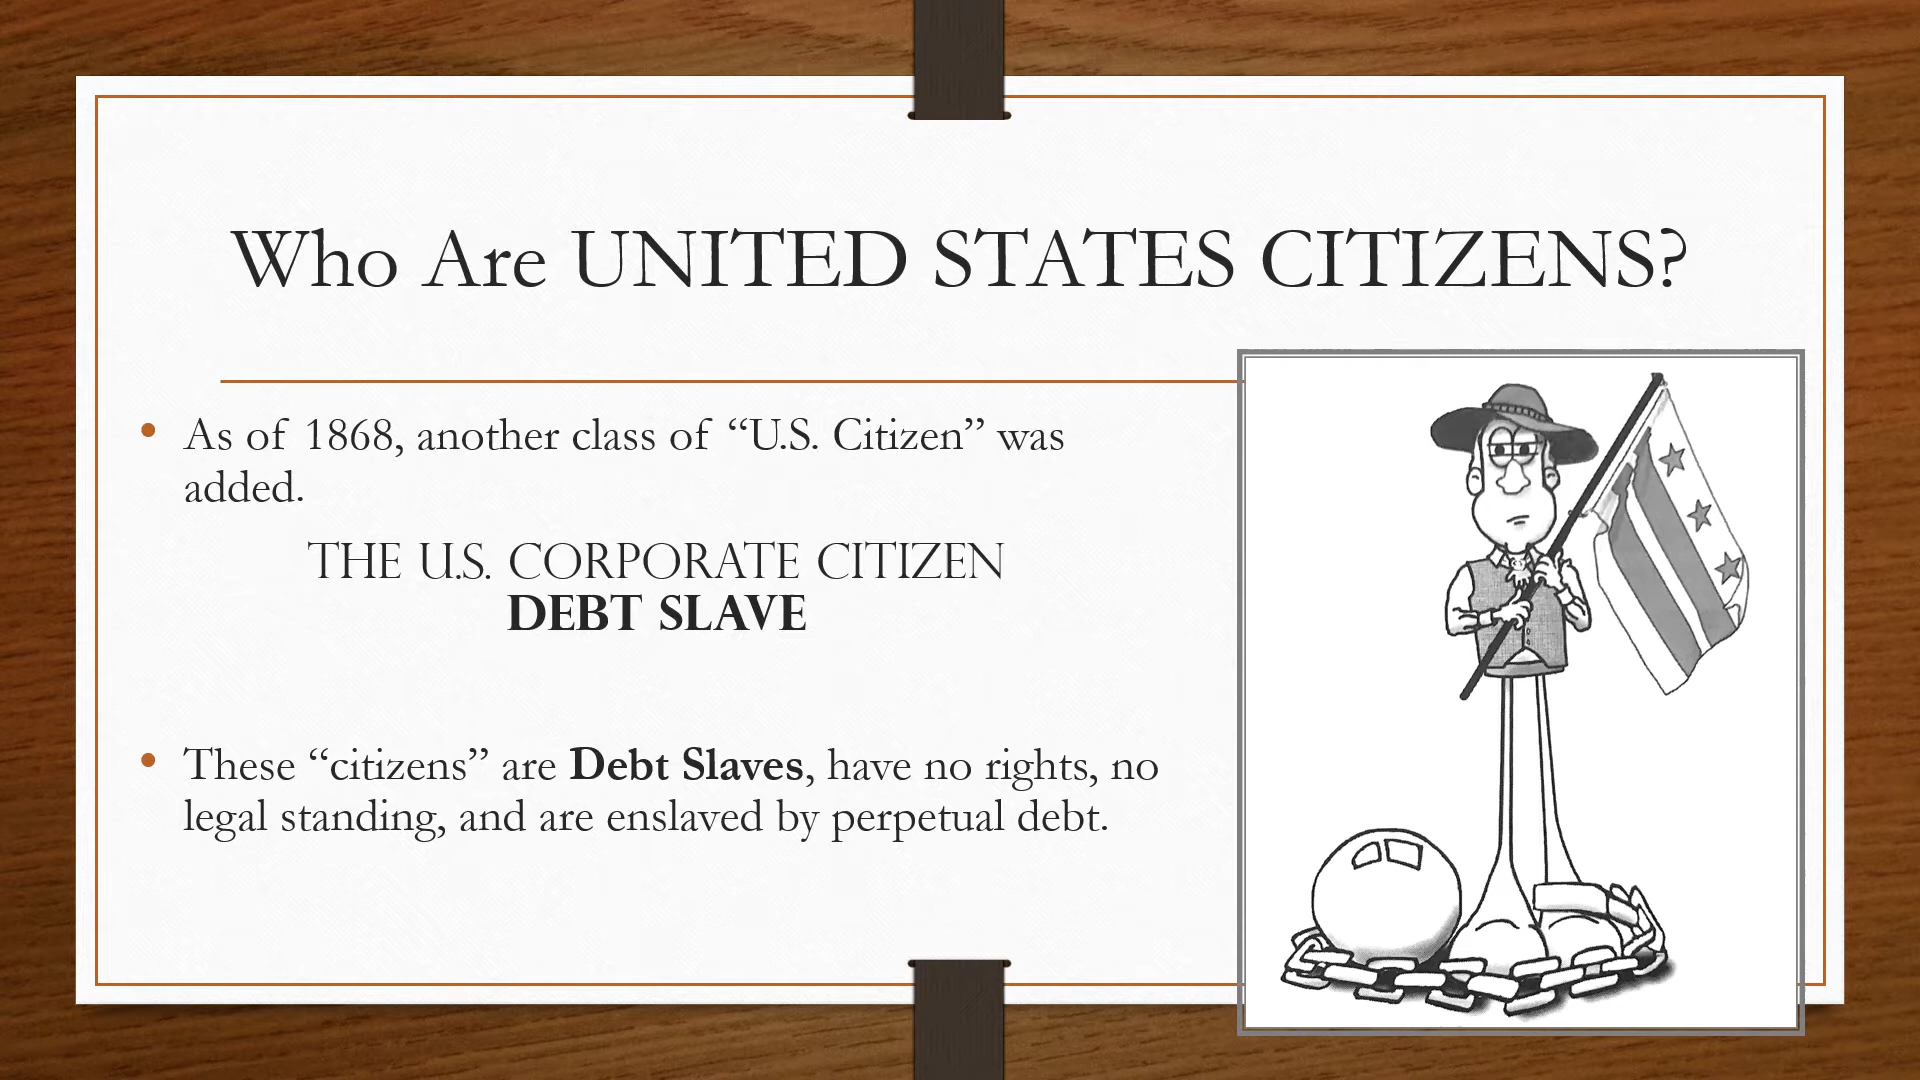 Who Are UNITED STATES CITIZENS?
• As of 1868, another class of “U.S. Citizen” was
added.
THE U.S. CORPORATE CITIZEN
DEBT SLAVE
• These “citizens” are Debt Slaves, have no rights, no
legal standing, and are enslaved by perpetual debt.